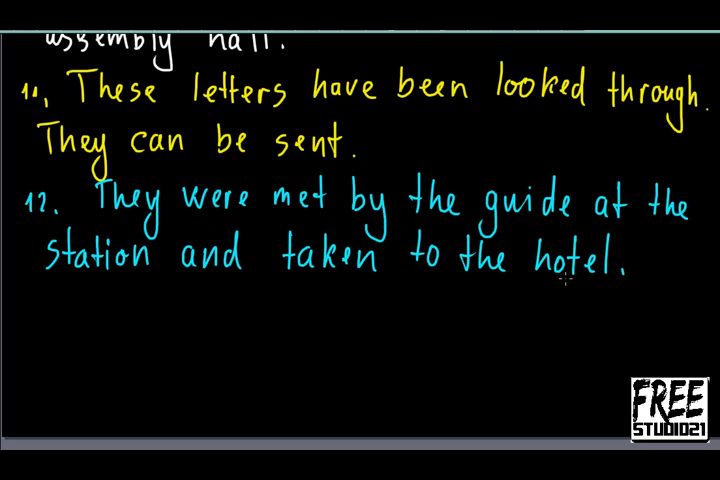 assembly hall.
11. These letters have been looked through.
They can be sent.
12. They were met by the guide at the
station and taken to the hotel.
FREE
STUDIO21